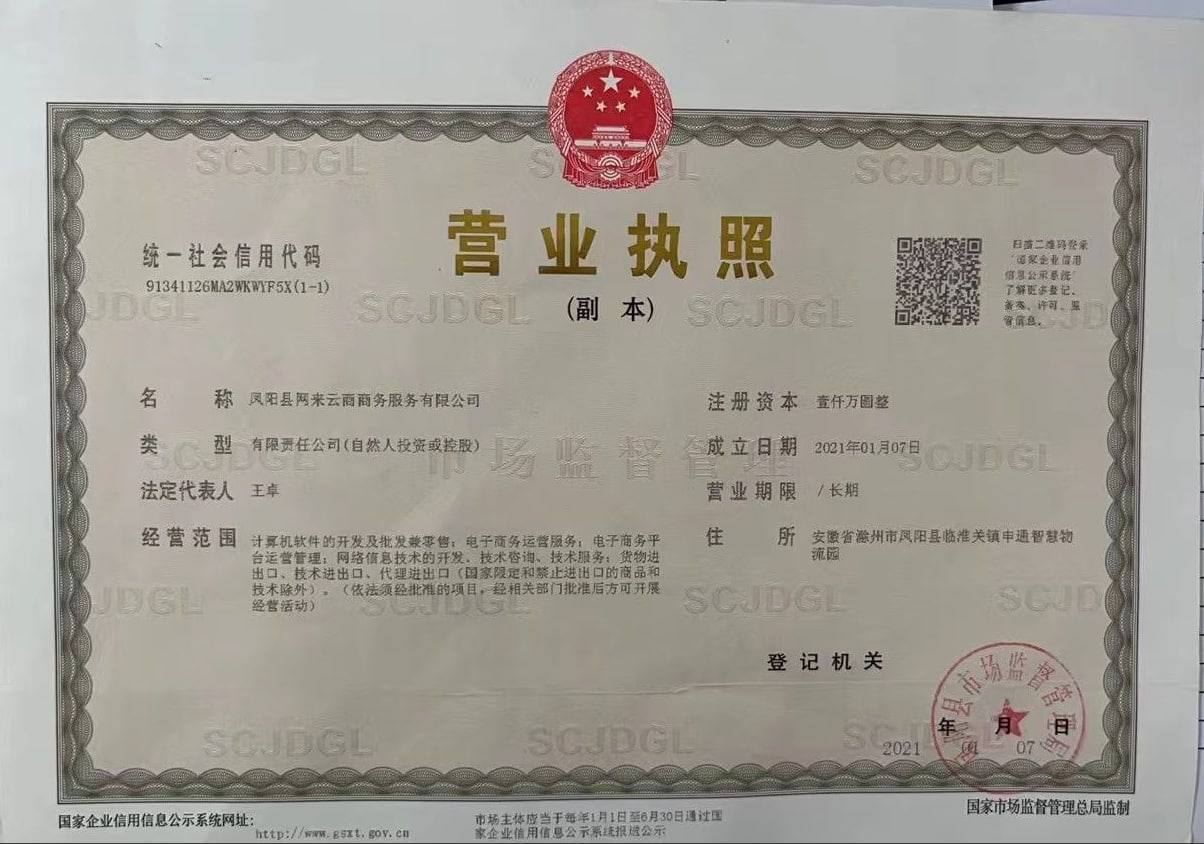 营业执照
(副 本)
统一社会信用代码
91341126MA2WKWYF5X(1-1)
扫描二维码登录
“国家企业信用
信息公示系统”
了解更多登记、
备案、许可、监
管信息。
名 称 凤阳县网来云商商务服务有限公司
注册资本 壹仟万圆整
类 型 有限责任公司(自然人投资或控股)
成立日期 2021年01月07日
法定代表人 王卓
营业期限 / 长期
经营范围 计算机软件的开发及批发兼零售；电子商务运营服务；电子商务平
台运营管理；网络信息技术的开发、技术咨询、技术服务；货物进
出口、技术进出口、代理进出口（国家限定和禁止进出口的商品和
技术除外）。（依法须经批准的项目，经相关部门批准后方可开展
经营活动）
住 所 安徽省滁州市凤阳县临淮关镇申通智慧物
流园
SCJDGL
市场监督管理
登记机关
凤阳县市场监督管理局
年 月 日
2021 01 07
国家企业信用信息公示系统网址：
http://www.gsxt.gov.cn
市场主体应当于每年1月1日至6月30日通过国
家企业信用信息公示系统报送公示
国家市场监督管理总局监制